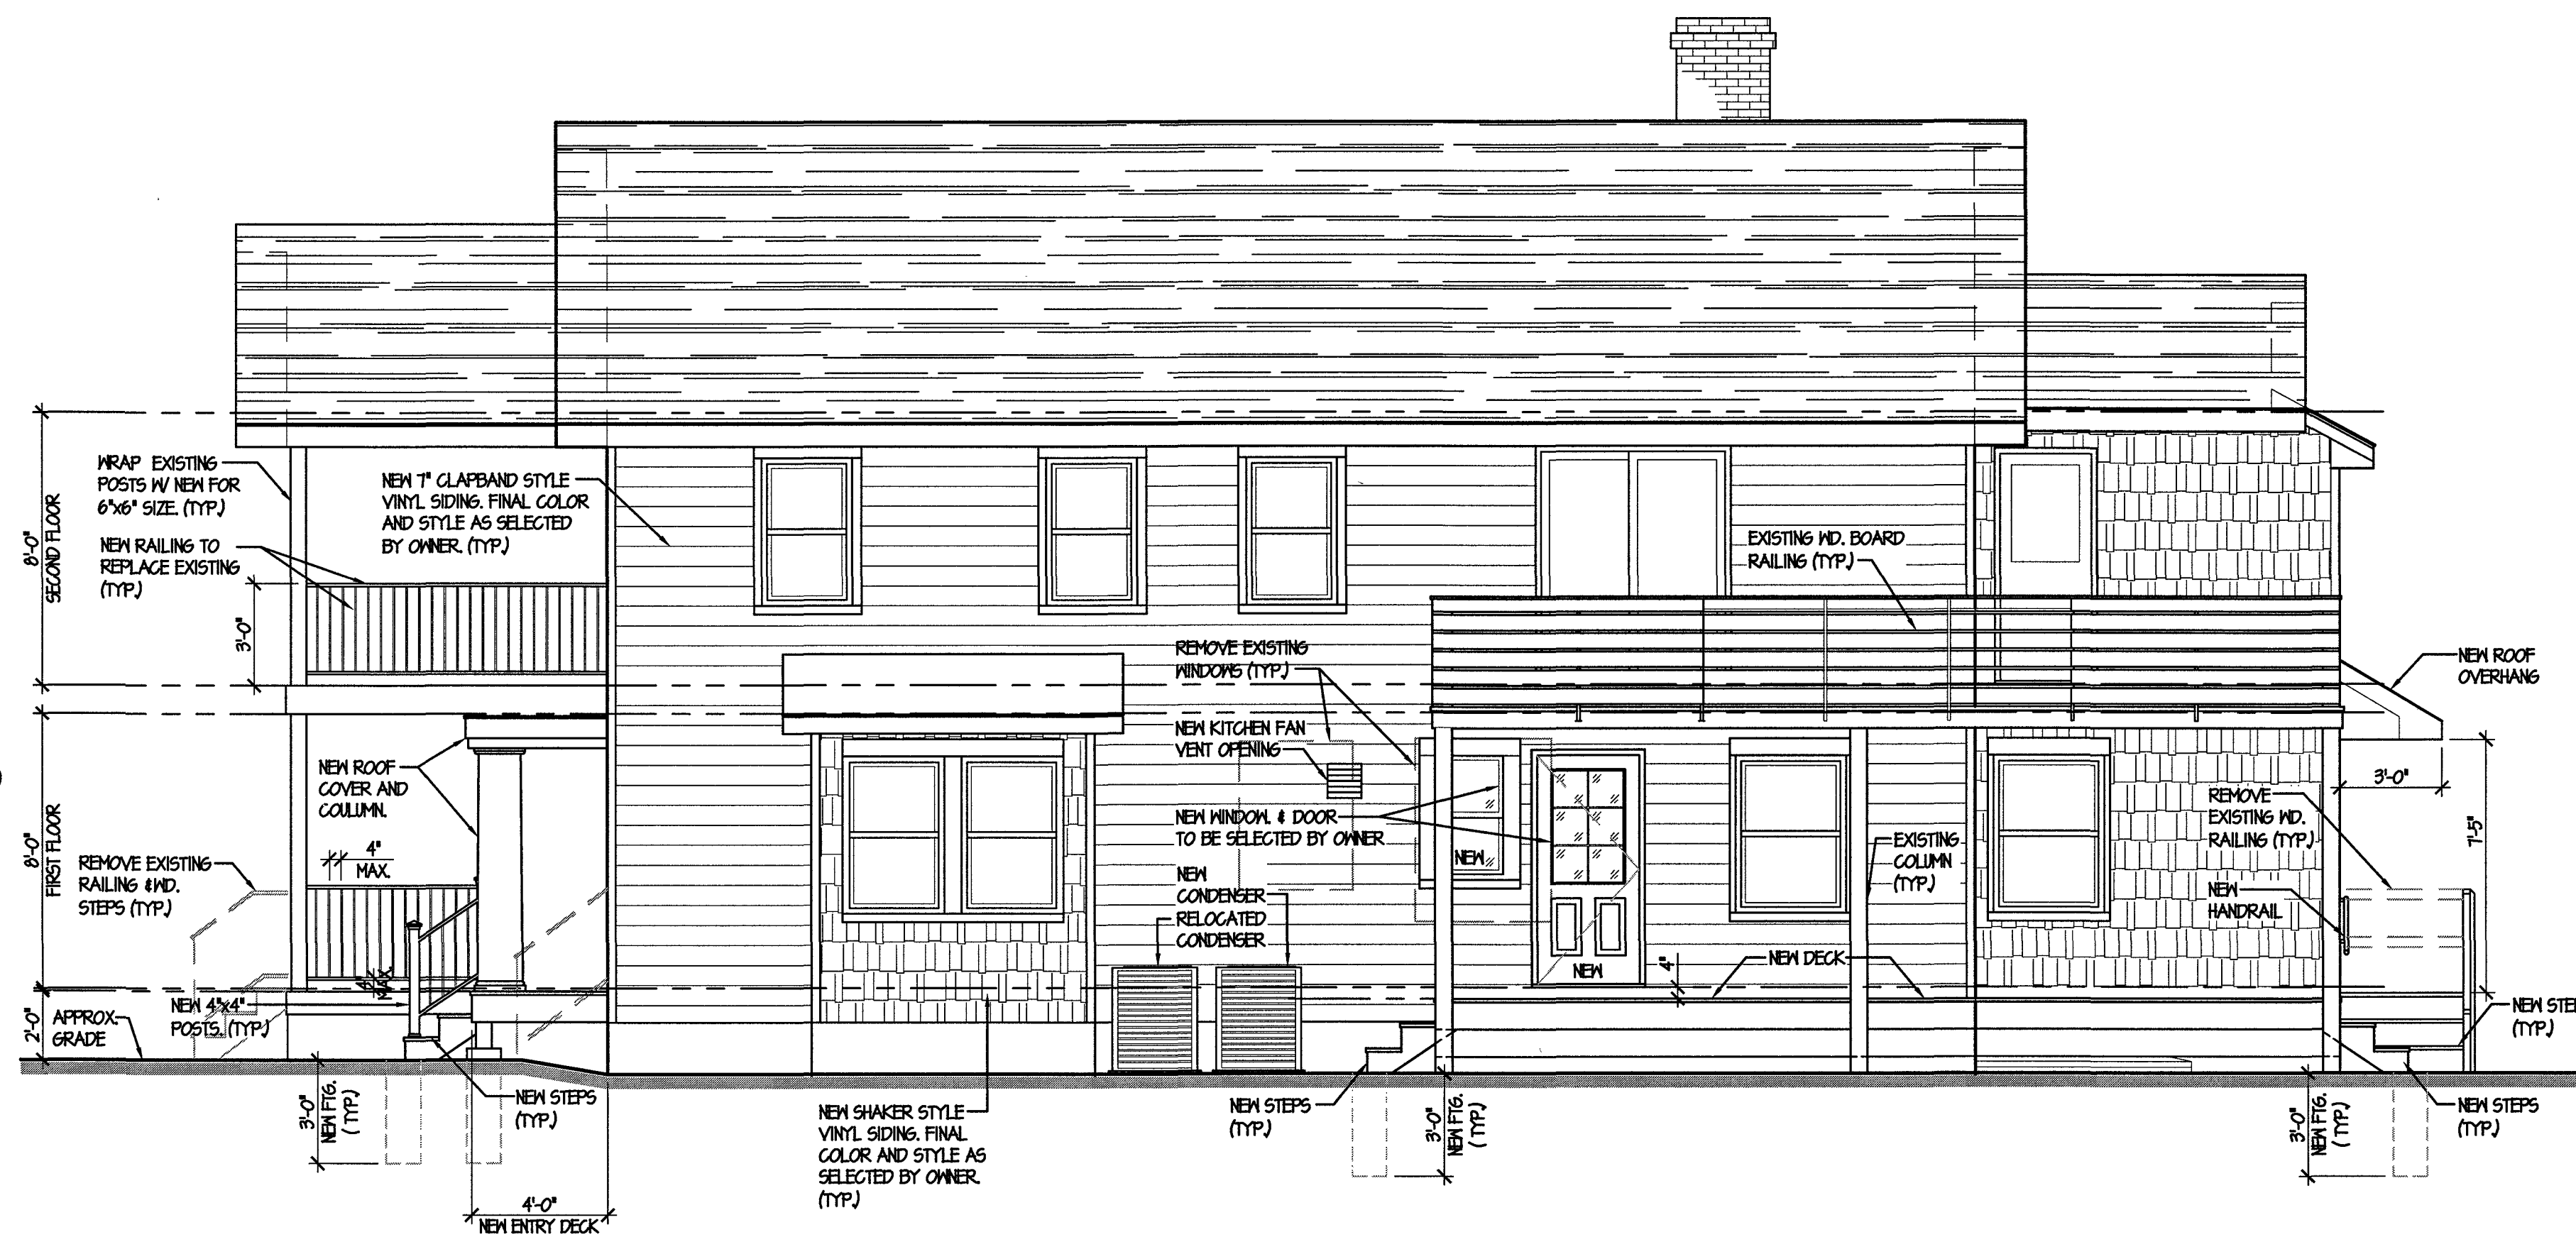 WRAP EXISTING
POSTS W/ NEW FOR
6"x6" SIZE. (TYP.)
NEW RAILING TO
REPLACE EXISTING
(TYP.)
8'-0"
SECOND FLOOR
3'-0"
NEW 7" CLAPBAND STYLE
VINYL SIDING. FINAL COLOR
AND STYLE AS SELECTED
BY OWNER. (TYP.)
EXISTING WD. BOARD
RAILING (TYP.)
REMOVE EXISTING
WINDOWS (TYP.)
NEW KITCHEN FAN
VENT OPENING
NEW WINDOW. & DOOR
TO BE SELECTED BY OWNER
NEW
CONDENSER
RELOCATED
CONDENSER
NEW
NEW
4"
NEW DECK
EXISTING
COLUMN
(TYP.)
NEW ROOF
OVERHANG
3'-0"
7'-5"
REMOVE
EXISTING WD.
RAILING (TYP.)
NEW
HANDRAIL
NEW STE
(TYP.)
NEW STEPS
(TYP.)
NEW ROOF
COVER AND
COULUMN.
8'-0"
FIRST FLOOR
4"
MAX.
REMOVE EXISTING
RAILING &WD.
STEPS (TYP.)
4"
MAX.
NEW 4"x4"
POSTS. (TYP.)
2'-0"
APPROX.
GRADE
3'-0"
NEW FTG.
( TYP.)
NEW STEPS
(TYP.)
4'-0"
NEW ENTRY DECK
NEW SHAKER STYLE
VINYL SIDING. FINAL
COLOR AND STYLE AS
SELECTED BY OWNER.
(TYP.)
NEW STEPS
(TYP.)
3'-0"
NEW FTG.
( TYP.)
3'-0"
NEW FTG.
( TYP.)